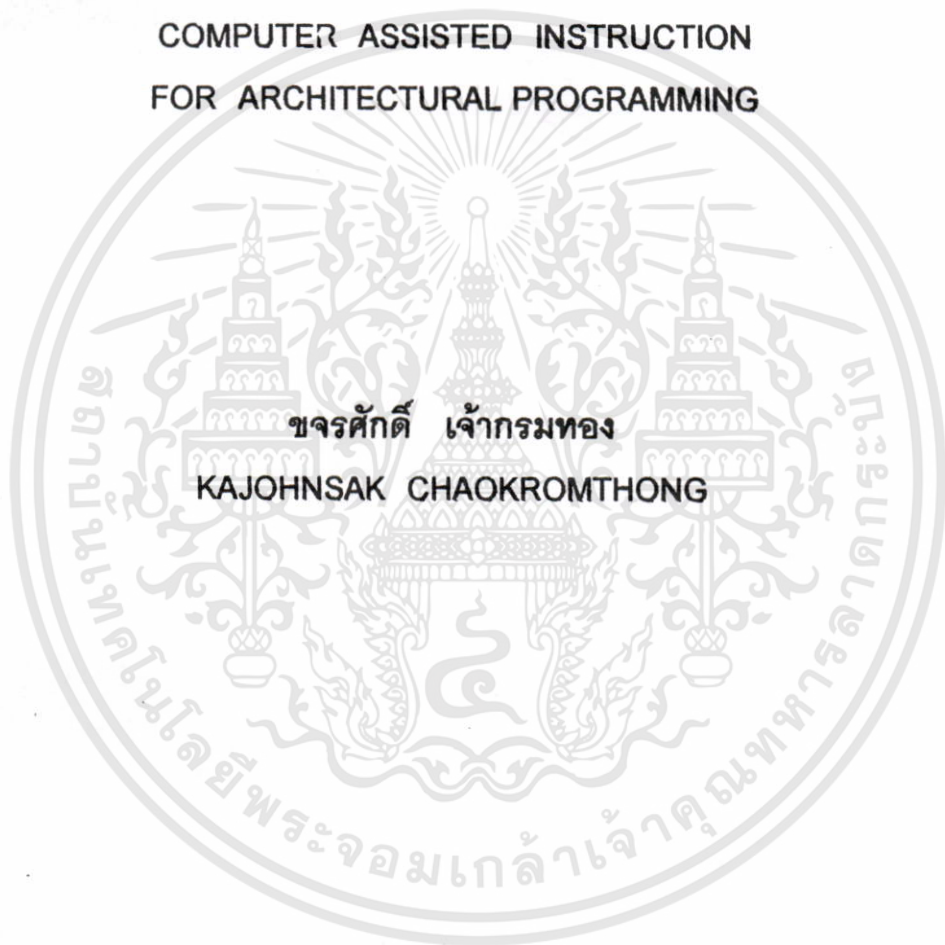 COMPUTER ASSISTED INSTRUCTION
FOR ARCHITECTURAL PROGRAMMING
ขจรศักดิ์ เจ้ากรมทอง
KAJOHNSAK CHAOKROMTHONG
สถาบันเทคโนโลยีพระจอมเกล้าเจ้าคุณทหารลาดกระบัง
๔